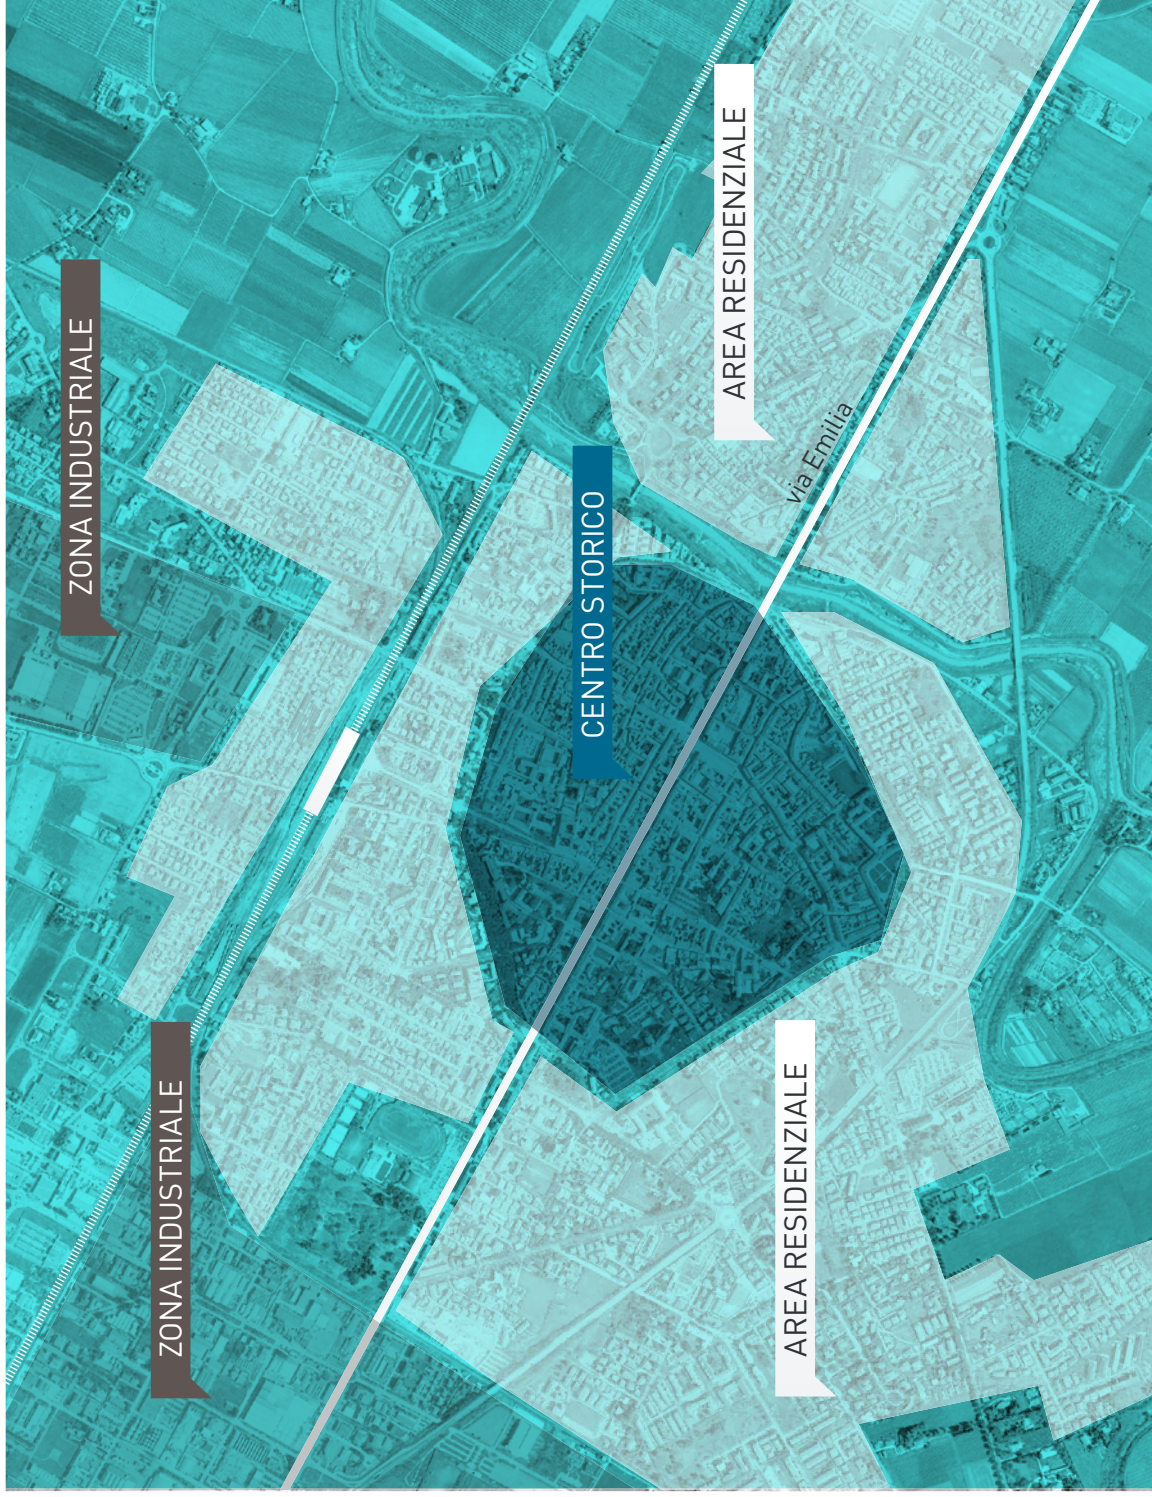 ZONA INDUSTRIALE
ZONA INDUSTRIALE
CENTRO STORICO
AREA RESIDENZIALE
via Emilia
AREA RESIDENZIALE